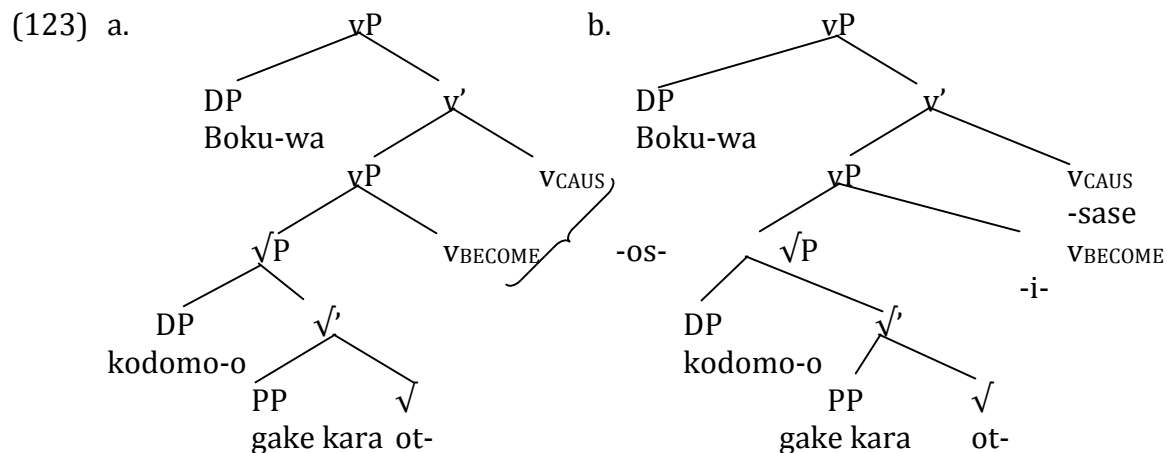 (123) a. vP b. vP
DP v’ DP v’
Boku-wa Boku-wa
vP vCAUS vP vCAUS
-sase
√P vBECOME -os- √P vBECOME
-i-
DP √’ DP √’
kodomo-o kodomo-o
PP √ PP √
gake kara ot- gake kara ot-